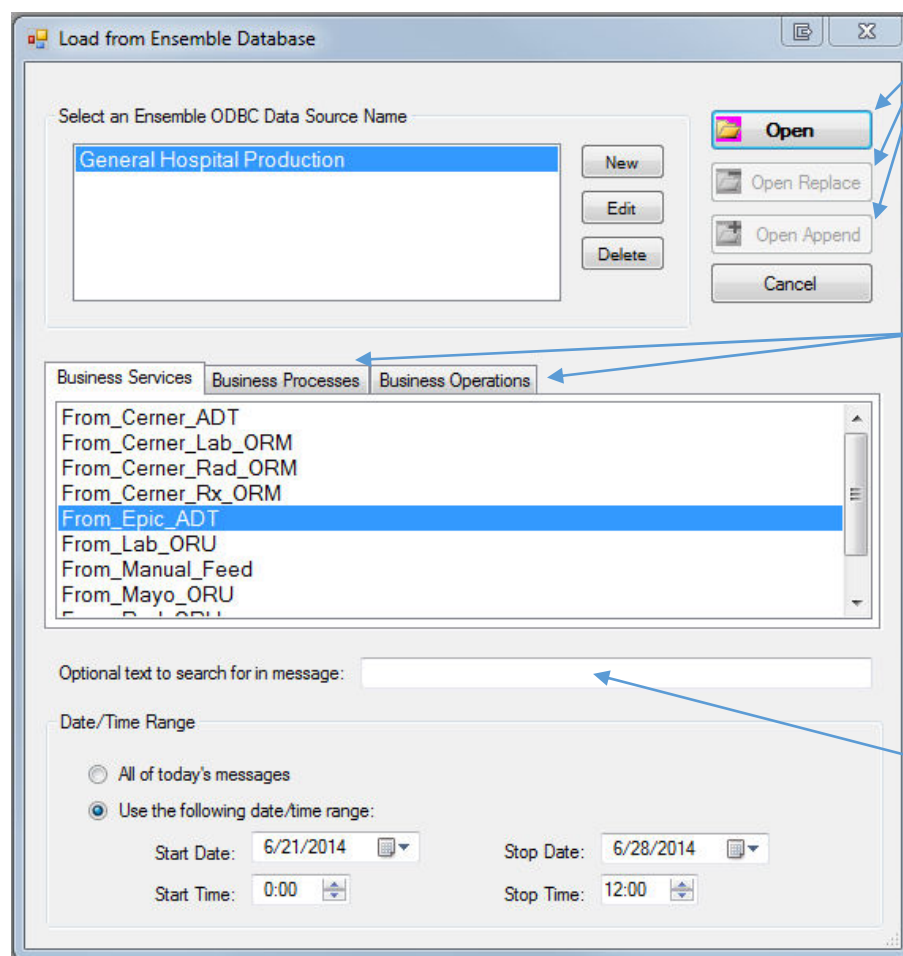 Load from Ensemble Database
Select an Ensemble ODBC Data Source Name
General Hospital Production
New
Edit
Delete
Open
Open Replace
Open Append
Cancel
Business Services Business Processes Business Operations
From_Cerner_ADT
From_Cerner_Lab_ORM
From_Cerner_Rad_ORM
From_Cerner_Rx_ORM
From_Epic_ADT
From_Lab_ORU
From_Manual_Feed
From_Mayo_ORU
Optional text to search for in message:
Date/Time Range
All of today's messages
Use the following date/time range:
Start Date: 6/21/2014 Stop Date: 6/28/2014
Start Time: 0:00 Stop Time: 12:00